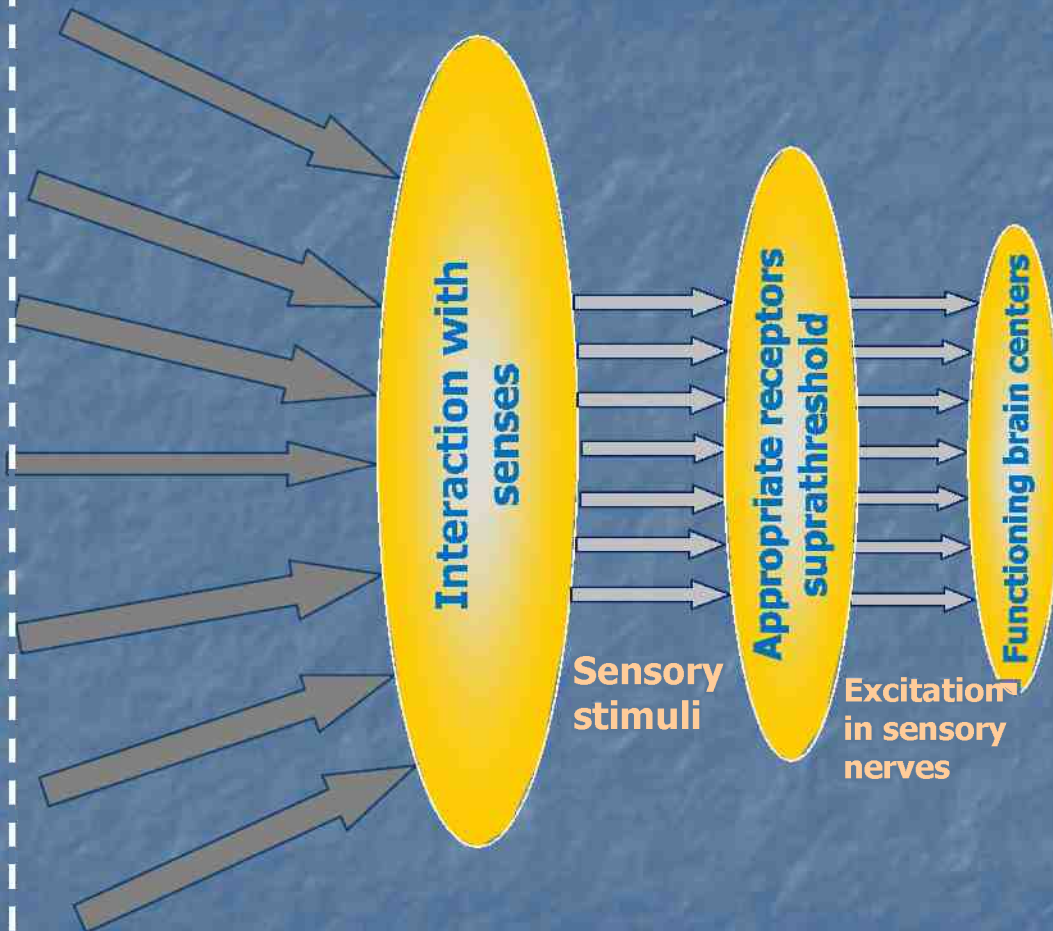 Interaction with
senses
Sensory
stimuli
Appropriate receptors
suprathreshold
Excitation
in sensory
nerves
Functioning brain centers